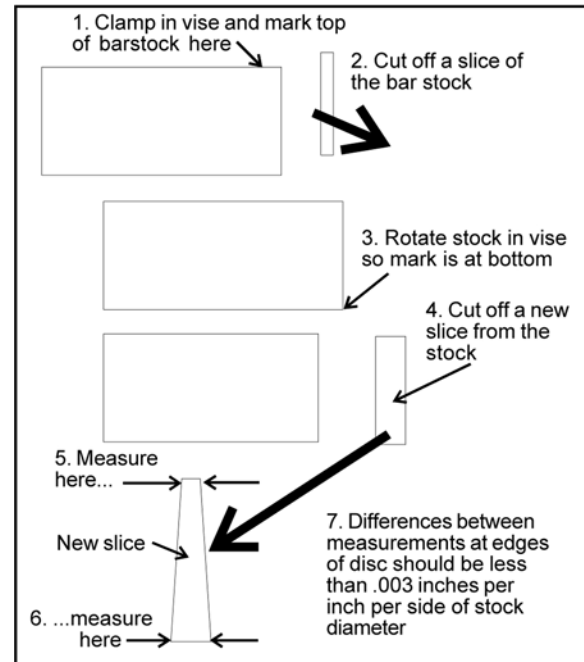 1. Clamp in vise and mark top
of barstock here
2. Cut off a slice of
the bar stock
3. Rotate stock in vise
so mark is at bottom
4. Cut off a new
slice from the
stock
5. Measure
here...
New slice
6. ...measure
here
7. Differences between
measurements at edges
of disc should be less
than .003 inches per
inch per side of stock
diameter